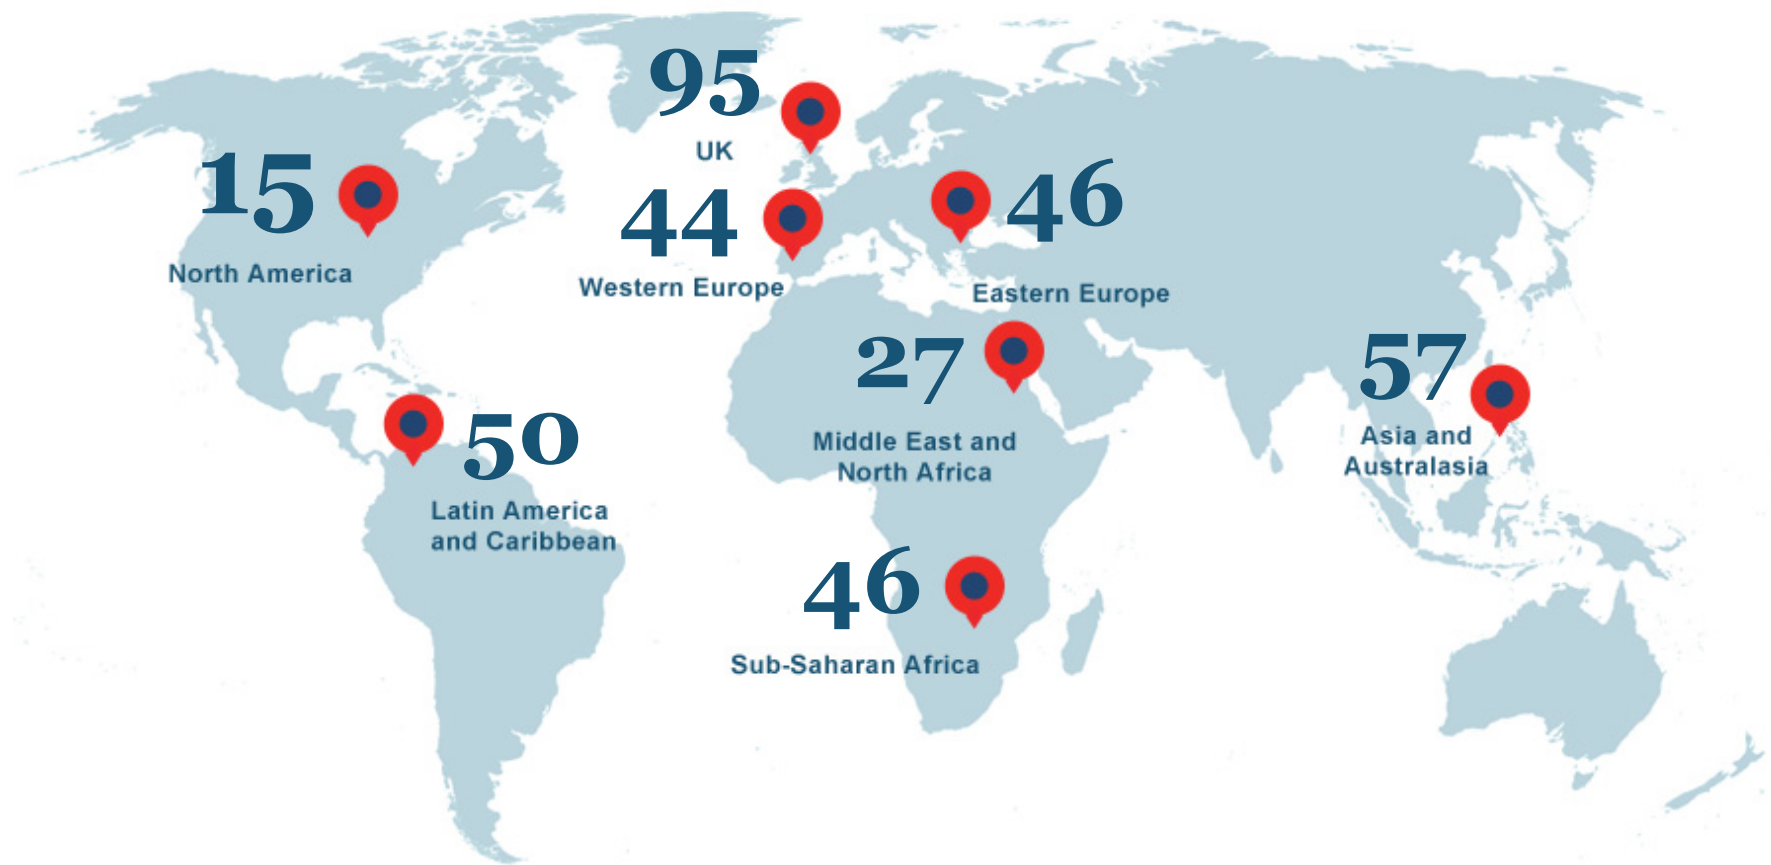 95
UK
15
North America
44
Western Europe
46
Eastern Europe
27
Middle East and
North Africa
57
Asia and
Australasia
50
Latin America
and Caribbean
46
Sub-Saharan Africa